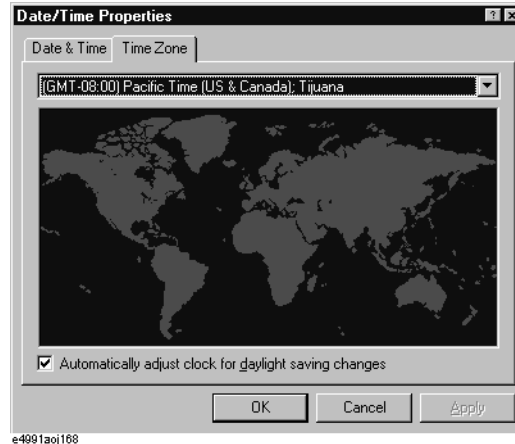 Date/Time Properties
Date & Time Time Zone
(GMT-08:00) Pacific Time (US & Canada); Tijuana
Automatically adjust clock for daylight saving changes
OK Cancel Apply
e4991aoj168